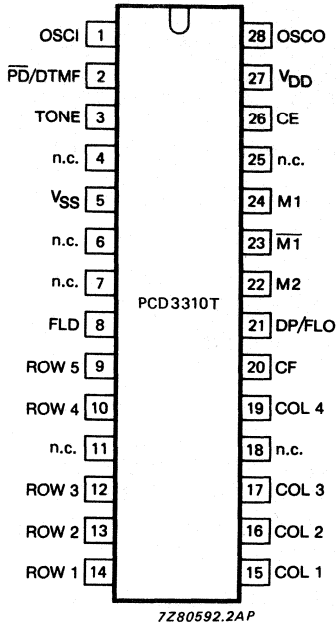 OSCI 1 28 OSCO
P̅D̅/DTMF 2 27 VDD
TONE 3 26 CE
n.c. 4 25 n.c.
VSS 5 24 M1
n.c. 6 23 M̅1̅
n.c. 7 22 M2
PCD3310T
FLD 8 21 DP/FLO
ROW 5 9 20 CF
ROW 4 10 19 COL 4
n.c. 11 18 n.c.
ROW 3 12 17 COL 3
ROW 2 13 16 COL 2
ROW 1 14 15 COL 1
7Z80592.2AP